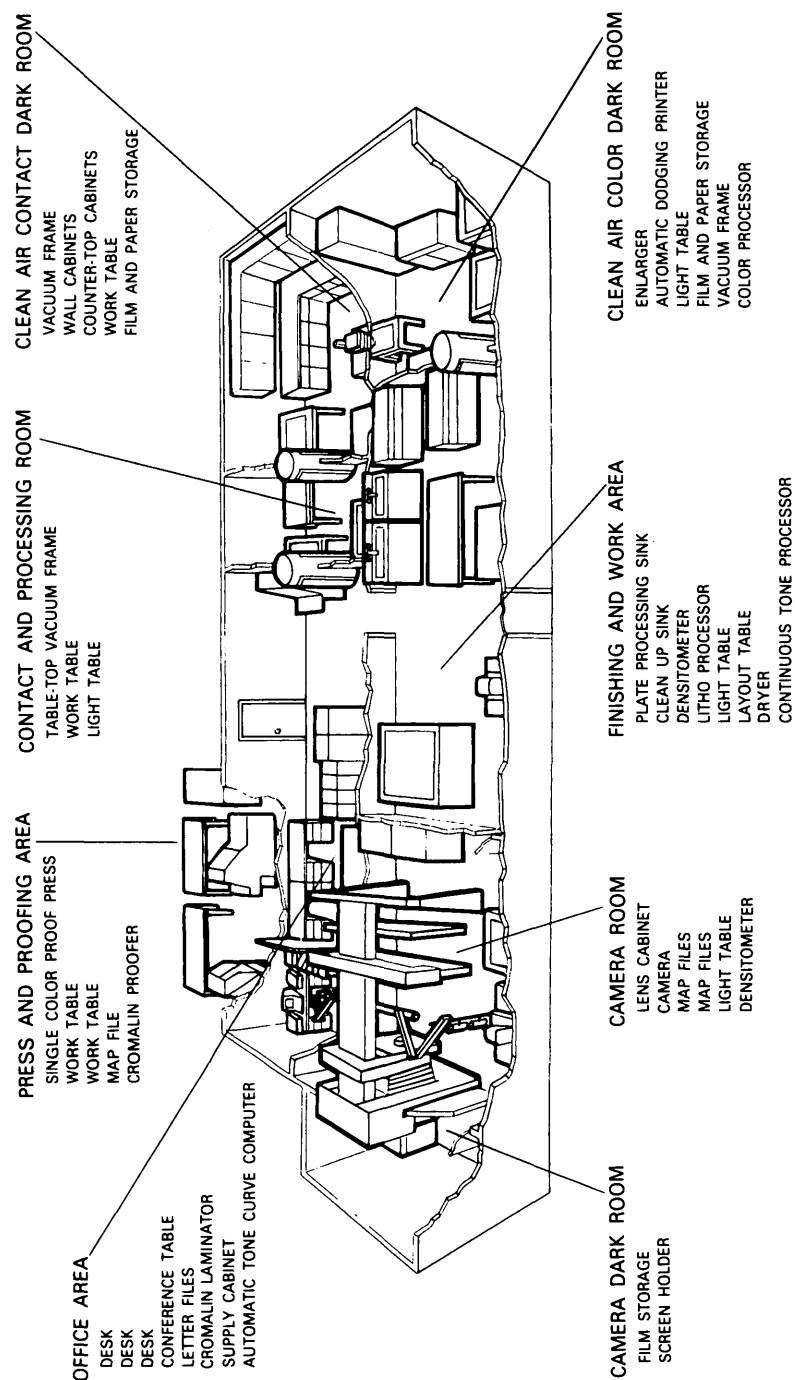 OFFICE AREA
DESK
DESK
DESK
CONFERENCE TABLE
LETTER FILES
CROMALIN LAMINATOR
SUPPLY CABINET
AUTOMATIC TONE CURVE COMPUTER
PRESS AND PROOFING AREA
SINGLE COLOR PROOF PRESS
WORK TABLE
WORK TABLE
MAP FILE
CROMALIN PROOFER
CONTACT AND PROCESSING ROOM
TABLE-TOP VACUUM FRAME
WORK TABLE
LIGHT TABLE
CLEAN AIR CONTACT DARK ROOM
VACUUM FRAME
WALL CABINETS
COUNTER-TOP CABINETS
WORK TABLE
FILM AND PAPER STORAGE
CAMERA DARK ROOM
FILM STORAGE
SCREEN HOLDER
CAMERA ROOM
LENS CABINET
CAMERA
MAP FILES
MAP FILES
LIGHT TABLE
DENSITOMETER
FINISHING AND WORK AREA
PLATE PROCESSING SINK
CLEAN UP SINK
DENSITOMETER
LITHO PROCESSOR
LIGHT TABLE
LAYOUT TABLE
DRYER
CONTINUOUS TONE PROCESSOR
CLEAN AIR COLOR DARK ROOM
ENLARGER
AUTOMATIC DODGING PRINTER
LIGHT TABLE
FILM AND PAPER STORAGE
VACUUM FRAME
COLOR PROCESSOR